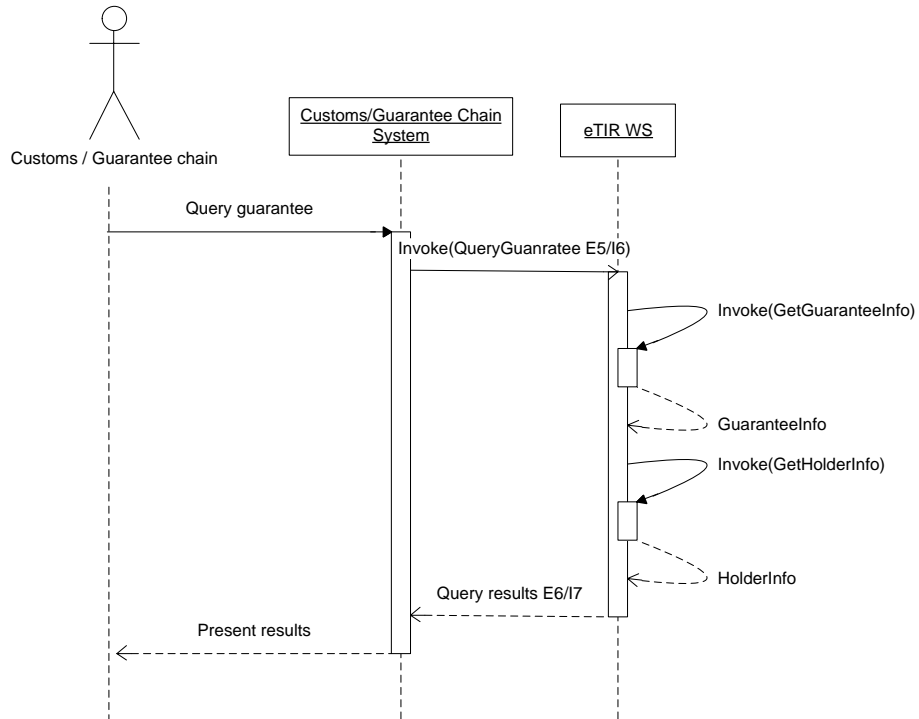 Customs/Guarantee Chain
System
eTIR WS
Customs / Guarantee chain
Query guarantee
Invoke(QueryGuanratee E5/I6)
Invoke(GetGuaranteeInfo)
GuaranteeInfo
Invoke(GetHolderInfo)
HolderInfo
Query results E6/I7
Present results